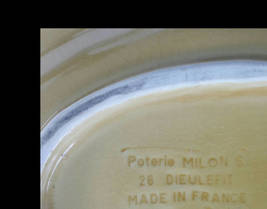 Poterie MILON S.
26 DIEULEFIT
MADE IN FRANCE